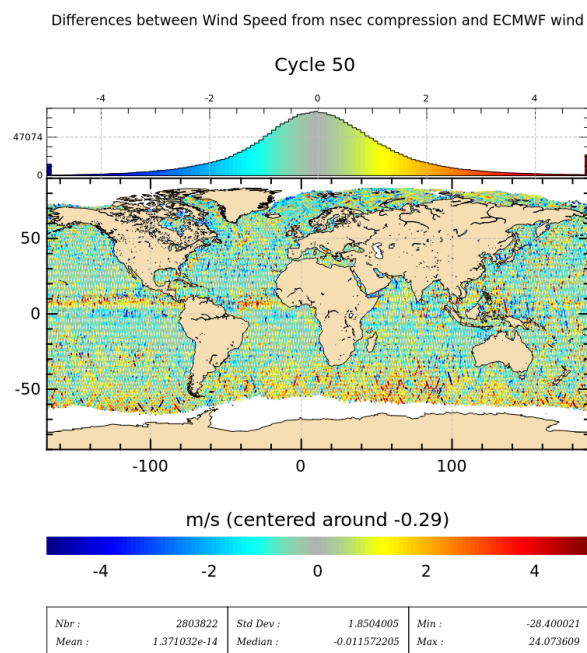 Differences between Wind Speed from nsec compression and ECMWF wind
Cycle 50
-4 -2 0 2 4
47074
0
50
0
-50
-100 0 100
m/s (centered around -0.29)
-4 -2 0 2 4
Nbr : 2803822 Std Dev : 1.8504005 Min : -28.400021
Mean : 1.371032e-14 Median : -0.011572205 Max : 24.073609